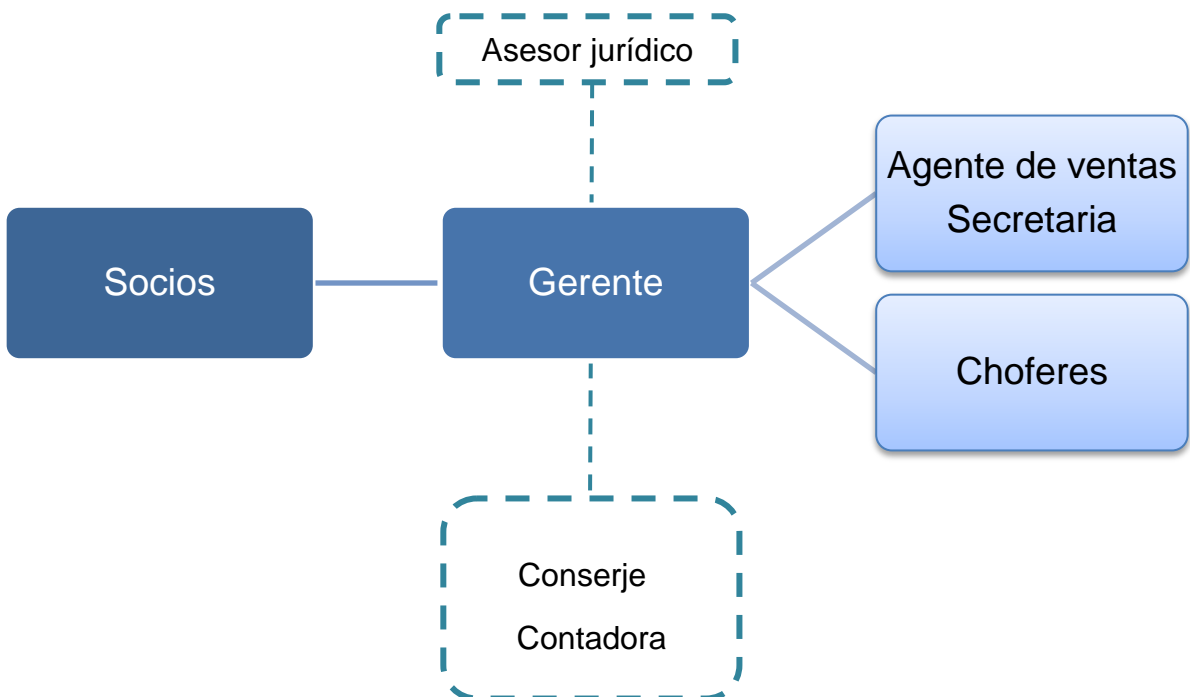 Asesor jurídico
Socios
Gerente
Agente de ventas
Secretaria
Choferes
Conserje
Contadora